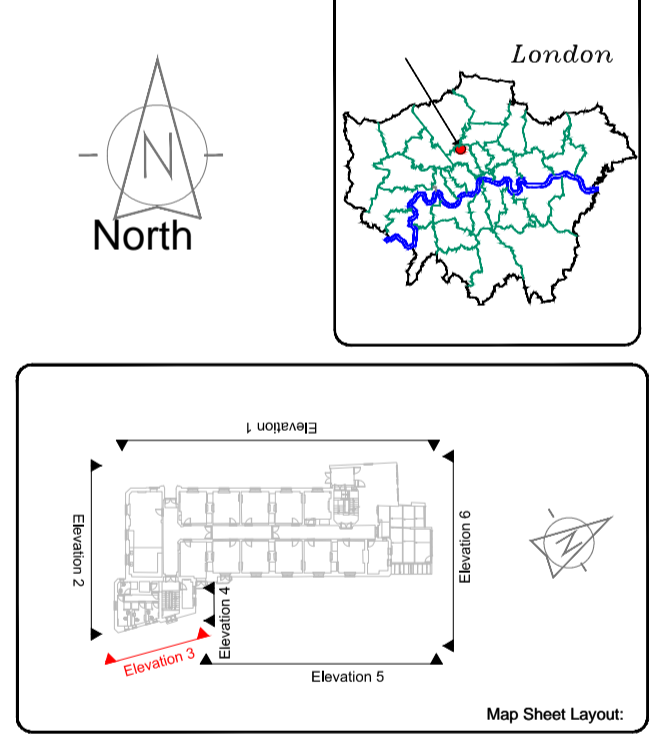 London
N
North
Elevation 1
Elevation 2
Elevation 6
Elevation 4
Elevation 3
Elevation 5
N
Map Sheet Layout: